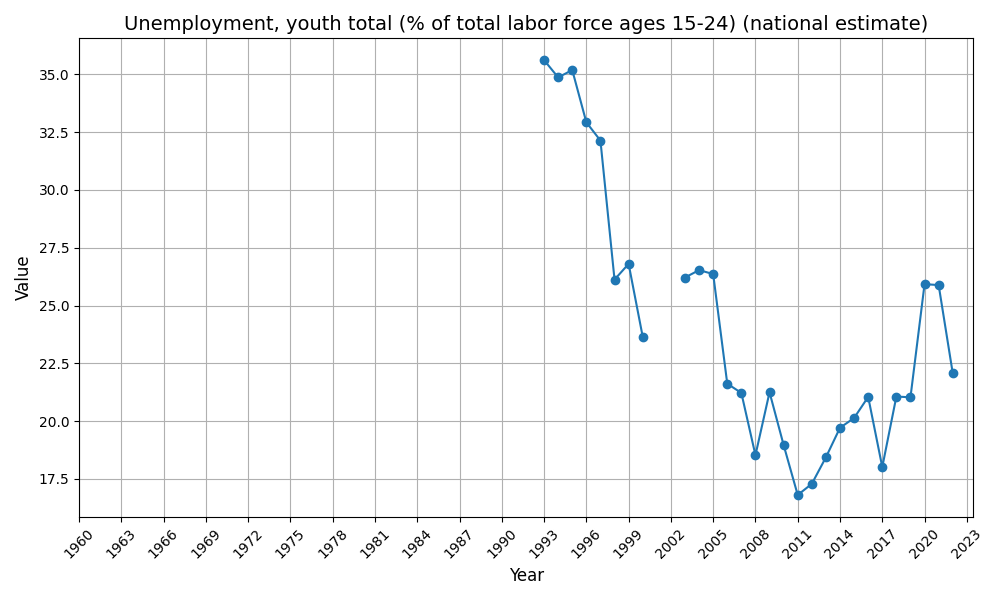 Unemployment, youth total (% of total labor force ages 15-24) (national estimate)
Value
35.0
32.5
30.0
27.5
25.0
22.5
20.0
17.5
1960 1963 1966 1969 1972 1975 1978 1981 1984 1987 1990 1993 1996 1999 2002 2005 2008 2011 2014 2017 2020 2023
Year